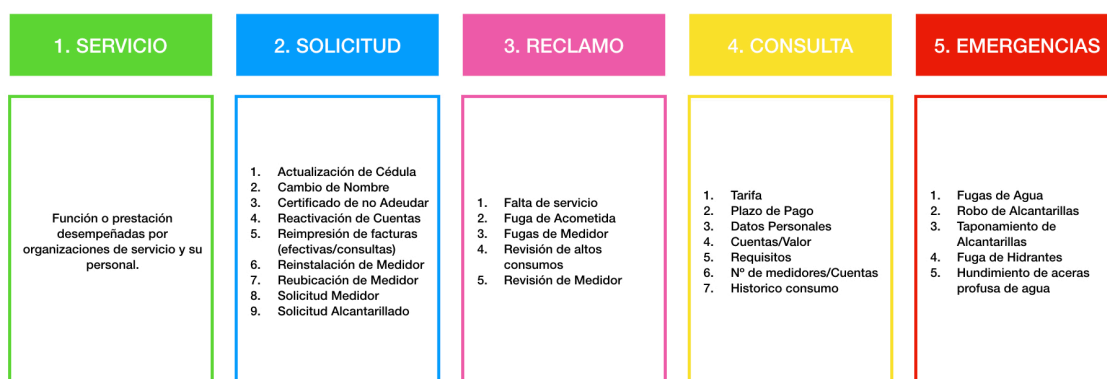 1. SERVICIO
Función o prestación
desempeñadas por
organizaciones de servicio y su
personal.
2. SOLICITUD
1. Actualización de Cédula
2. Cambio de Nombre
3. Certificado de no Adeudar
4. Reactivación de Cuentas
5. Reimpresión de facturas
(efectivas/consultas)
6. Reinstalación de Medidor
7. Reubicación de Medidor
8. Solicitud Medidor
9. Solicitud Alcantarillado
3. RECLAMO
1. Falta de servicio
2. Fuga de Acometida
3. Fugas de Medidor
4. Revisión de altos
consumos
5. Revisión de Medidor
4. CONSULTA
1. Tarifa
2. Plazo de Pago
3. Datos Personales
4. Cuentas/Valor
5. Requisitos
6. Nº de medidores/Cuentas
7. Historico consumo
5. EMERGENCIAS
1. Fugas de Agua
2. Robo de Alcantarillas
3. Taponamiento de
Alcantarillas
4. Fuga de Hidrantes
5. Hundimiento de aceras
profusa de agua